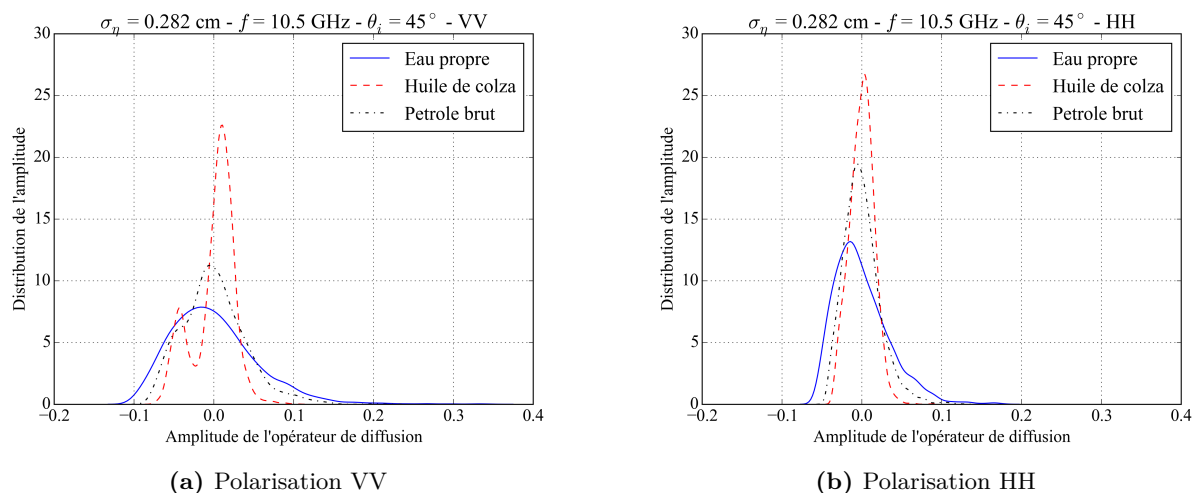 σ_η = 0.282 cm - f = 10.5 GHz - θ_i = 45° - VV
30
25
20
15
10
5
0
Distribution de l'amplitude
Eau propre
Huile de colza
Petrole brut
−0.2 −0.1 0.0 0.1 0.2 0.3 0.4
Amplitude de l'opérateur de diffusion
(a) Polarisation VV
σ_η = 0.282 cm - f = 10.5 GHz - θ_i = 45° - HH
30
25
20
15
10
5
0
Distribution de l'amplitude
Eau propre
Huile de colza
Petrole brut
−0.2 −0.1 0.0 0.1 0.2 0.3 0.4
Amplitude de l'opérateur de diffusion
(b) Polarisation HH